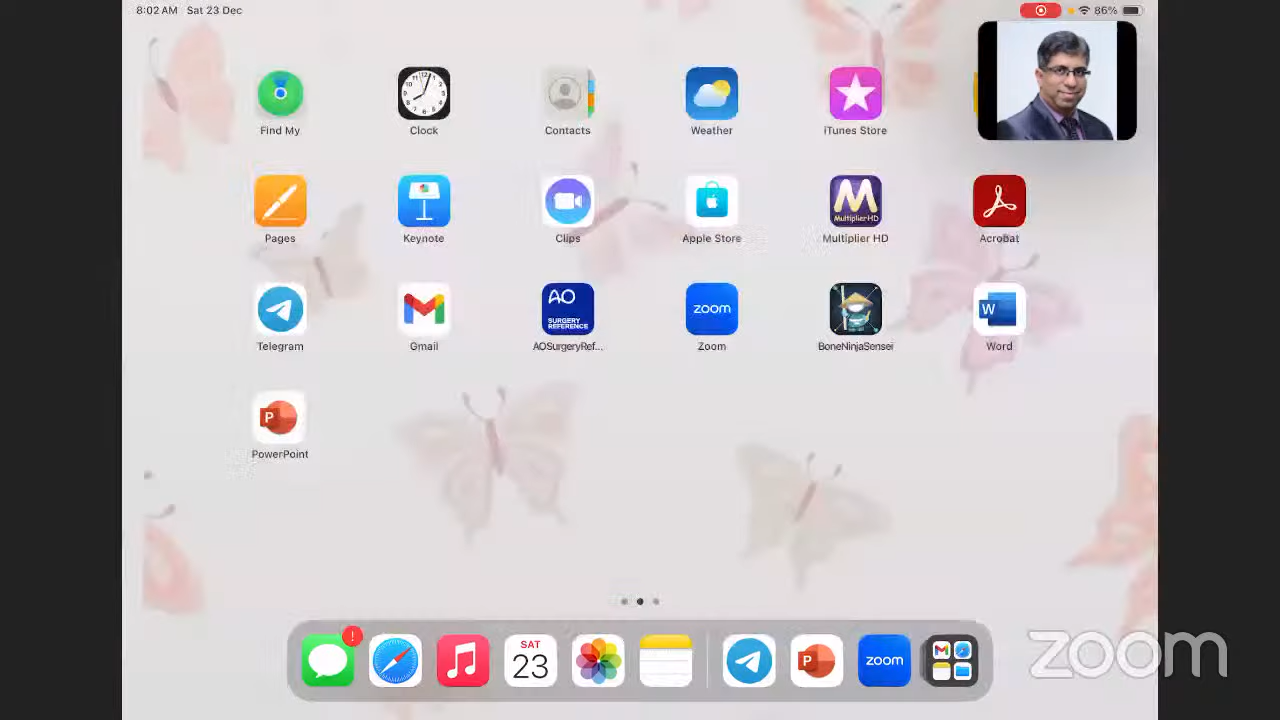 8:02 AM Sat 23 Dec
86%
Find My
Clock
Contacts
Weather
iTunes Store
Pages
Keynote
Clips
Apple Store
M
MultiplierHD
Multiplier HD
Acrobat
Telegram
Gmail
AO
SURGERY
REFERENCE
AOSurgeryRef...
zoom
Zoom
BoneNinjaSensei
W
Word
P
PowerPoint
!
SAT
23
P
zoom
zoom